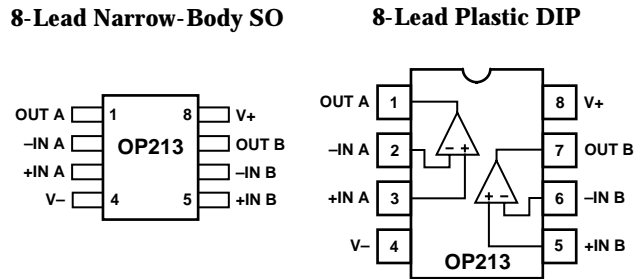 8-Lead Narrow-Body SO
OUT A 1 8 V+
–IN A OP213 OUT B
+IN A –IN B
V– 4 5 +IN B
8-Lead Plastic DIP
OUT A 1 8 V+
–IN A 2 – + 7 OUT B
+IN A 3 + – 6 –IN B
V– 4 5 +IN B
OP213